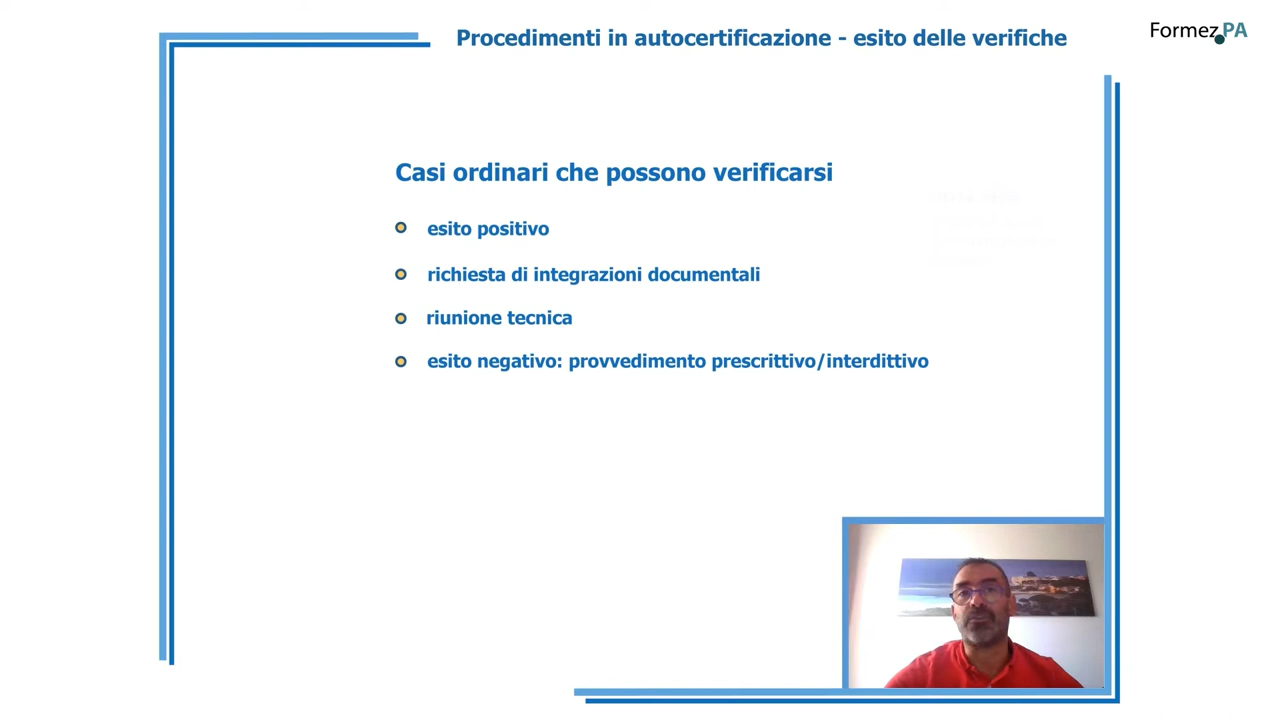 Procedimenti in autocertificazione - esito delle verifiche
Formez.PA
Casi ordinari che possono verificarsi
esito positivo
richiesta di integrazioni documentali
riunione tecnica
esito negativo: provvedimento prescrittivo/interdittivo